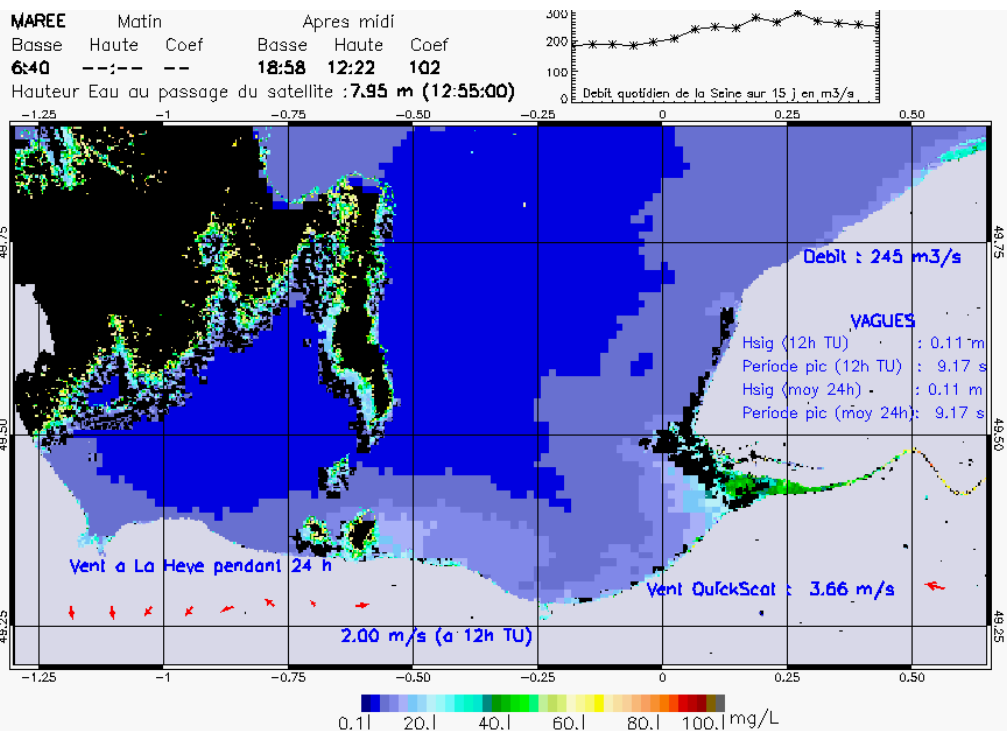 MAREE Matin Apres midi
Basse Haute Coef Basse Haute Coef
6:40 --:-- -- 18:58 12:22 102
Hauteur Eau au passage du satellite : 7.95 m (12:55:00)
300
200
100
0
Debit quotidien de la Seine sur 15 j en m3/s
-1.25 -1 -0.75 -0.50 -0.25 0 0.25 0.50
49.75 49.75
Debit : 245 m3/s
VAGUES
Hsig (12h TU) : 0.11 m
Periode pic (12h TU) : 9.17 s
Hsig (moy 24h) - : 0.11 m
Periode pic (moy 24h): 9.17 s
49.50 49.50
Vent a La Heve pendant 24 h
Vent QuickScat : 3.66 m/s
49.25 49.25
2.00 m/s (a 12h TU)
-1.25 -1 -0.75 -0.50 -0.25 0 0.25 0.50
0.1 20.1 40.1 60.1 80.1 100.1 mg/L